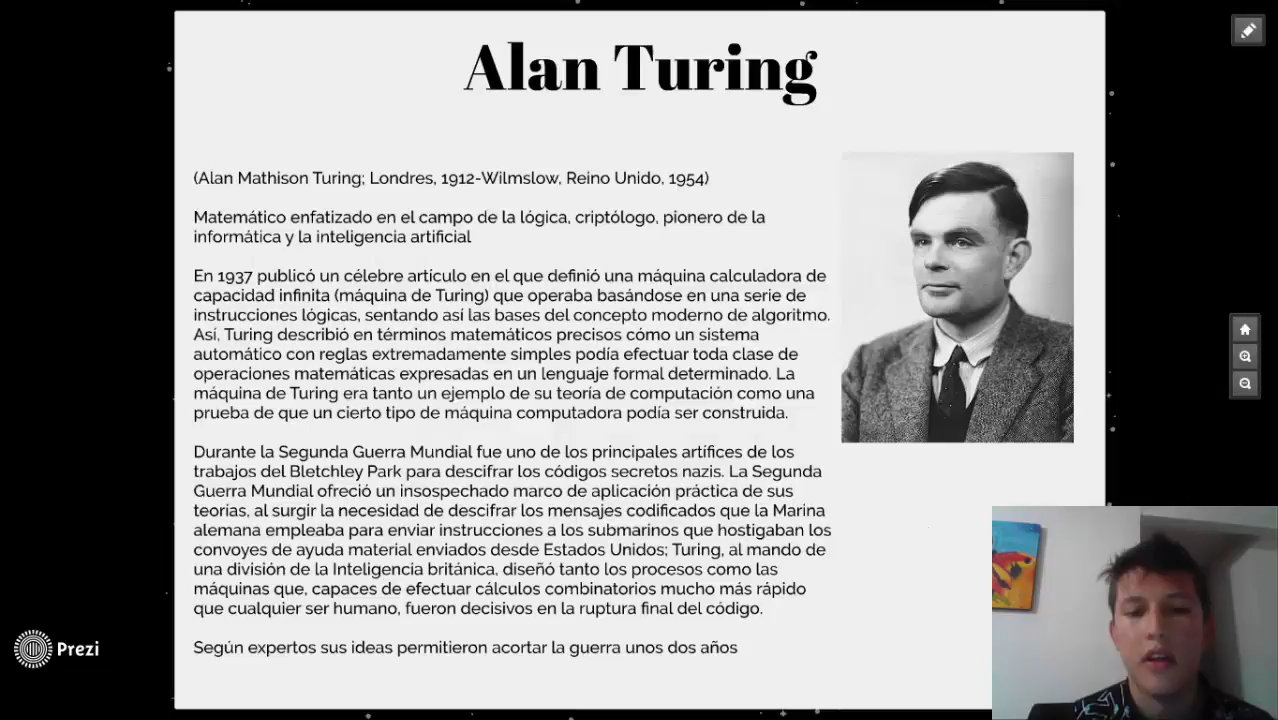 Alan Turing
(Alan Mathison Turing; Londres, 1912-Wilmslow, Reino Unido, 1954)
Matemático enfatizado en el campo de la lógica, criptólogo, pionero de la
informática y la inteligencia artificial
En 1937 publicó un célebre artículo en el que definió una máquina calculadora de
capacidad infinita (máquina de Turing) que operaba basándose en una serie de
instrucciones lógicas, sentando así las bases del concepto moderno de algoritmo.
Así, Turing describió en términos matemáticos precisos cómo un sistema
automático con reglas extremadamente simples podía efectuar toda clase de
operaciones matemáticas expresadas en un lenguaje formal determinado. La
máquina de Turing era tanto un ejemplo de su teoría de computación como una
prueba de que un cierto tipo de máquina computadora podía ser construida.
Durante la Segunda Guerra Mundial fue uno de los principales artífices de los
trabajos del Bletchley Park para descifrar los códigos secretos nazis. La Segunda
Guerra Mundial ofreció un insospechado marco de aplicación práctica de sus
teorías, al surgir la necesidad de descifrar los mensajes codificados que la Marina
alemana empleaba para enviar instrucciones a los submarinos que hostigaban los
convoyes de ayuda material enviados desde Estados Unidos; Turing, al mando de
una división de la Inteligencia británica, diseñó tanto los procesos como las
máquinas que, capaces de efectuar cálculos combinatorios mucho más rápido
que cualquier ser humano, fueron decisivos en la ruptura final del código.
Según expertos sus ideas permitieron acortar la guerra unos dos años
Prezi